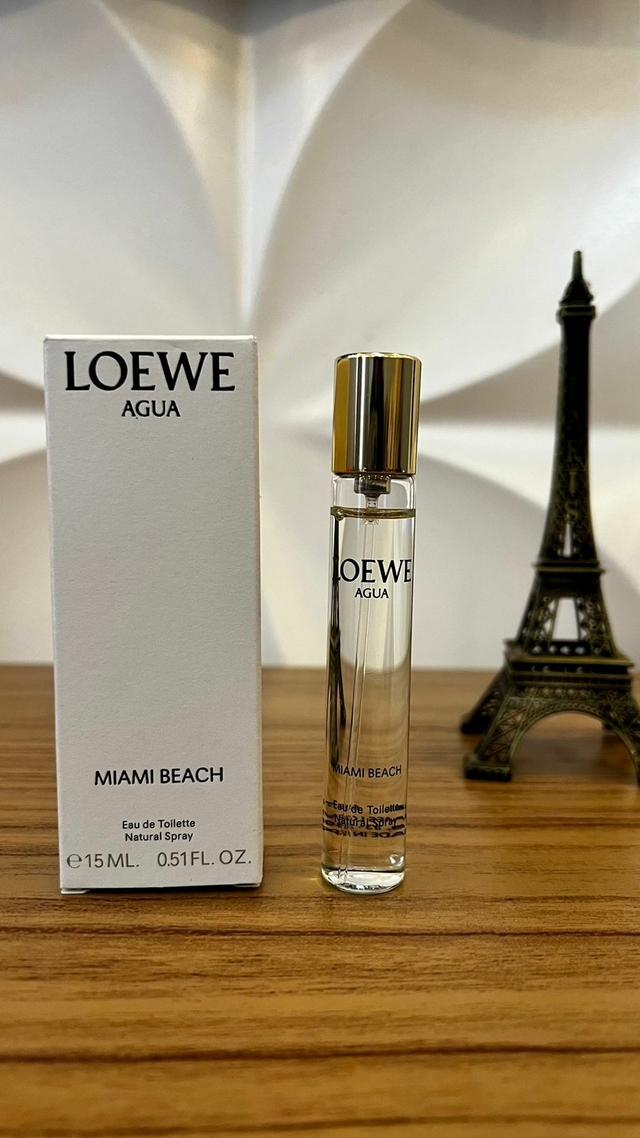 LOEWE
AGUA
MIAMI BEACH
Eau de Toilette
Natural Spray
℮15 ML. 0.51 FL. OZ.
LOEWE
AGUA
MIAMI BEACH
Eau de Toilette
Natural Spray